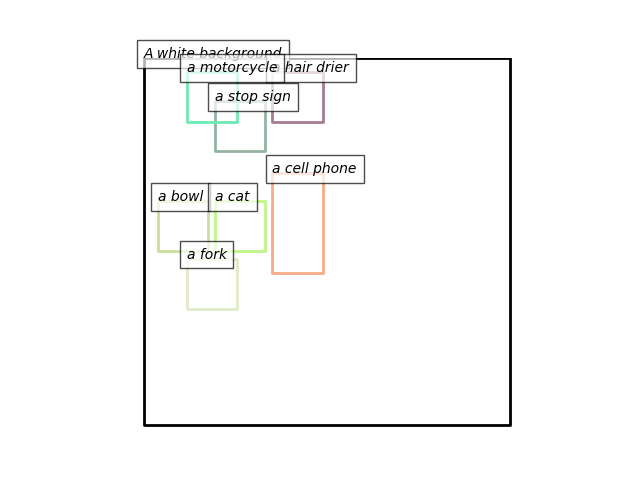 A white background
a motorcycle
hair drier
a stop sign
a cell phone
a bowl
a cat
a fork